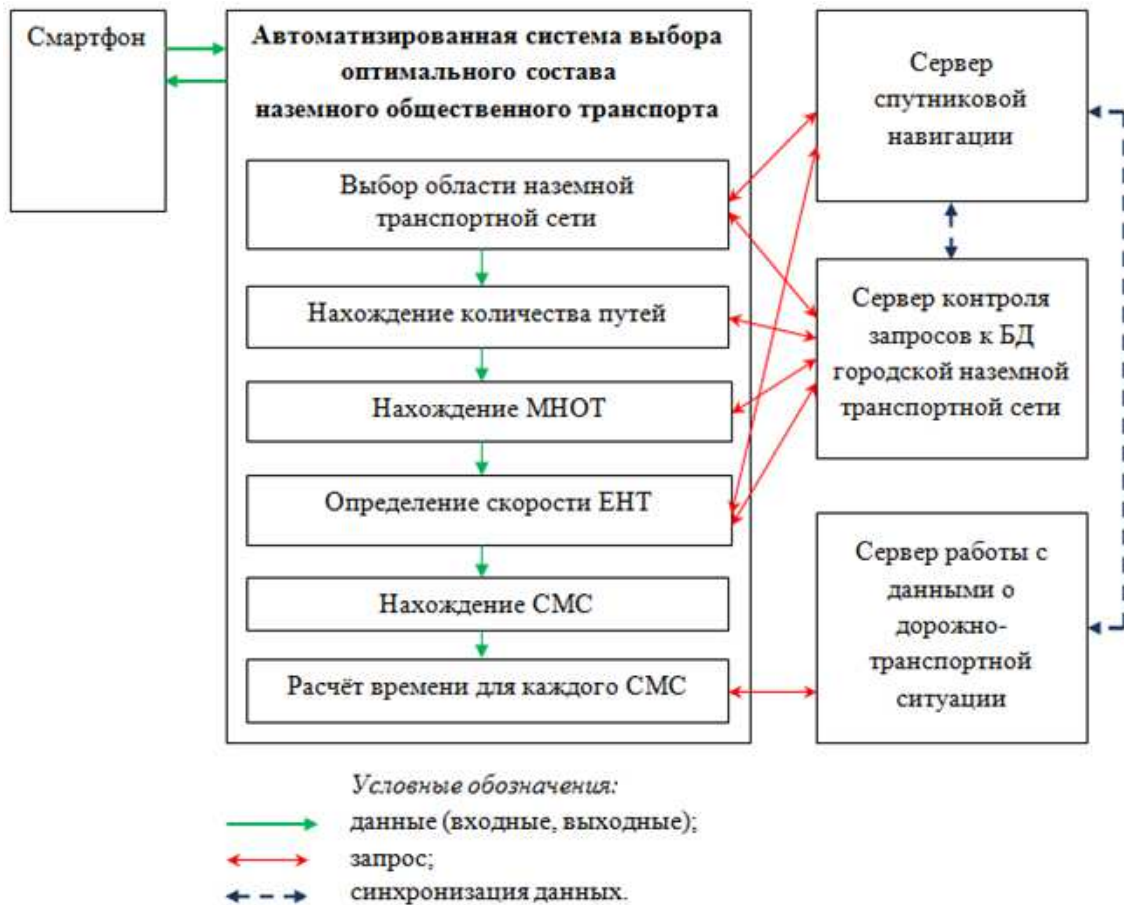 Смартфон
Автоматизированная система выбора
оптимального состава
наземного общественного транспорта
Выбор области наземной
транспортной сети
Нахождение количества путей
Нахождение МНОТ
Определение скорости ЕНТ
Нахождение СМС
Расчёт времени для каждого СМС
Сервер
спутниковой
навигации
Сервер контроля
запросов к БД
городской наземной
транспортной сети
Сервер работы с
данными о
дорожно-
транспортной
ситуации
Условные обозначения:
данные (входные, выходные);
запрос;
синхронизация данных.